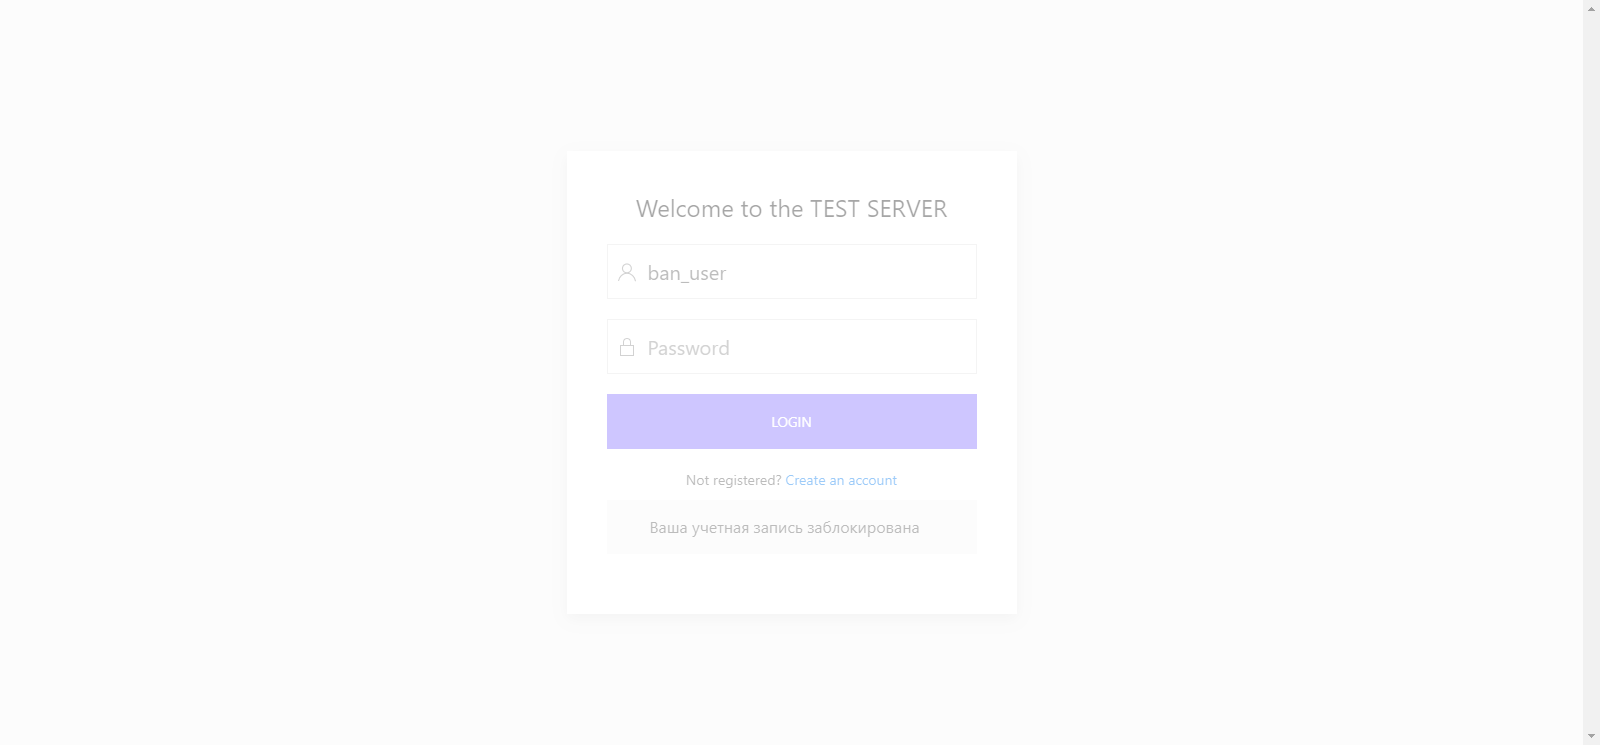 Welcome to the TEST SERVER
ban_user
Password
LOGIN
Not registered? Create an account
Ваша учетная запись заблокирована